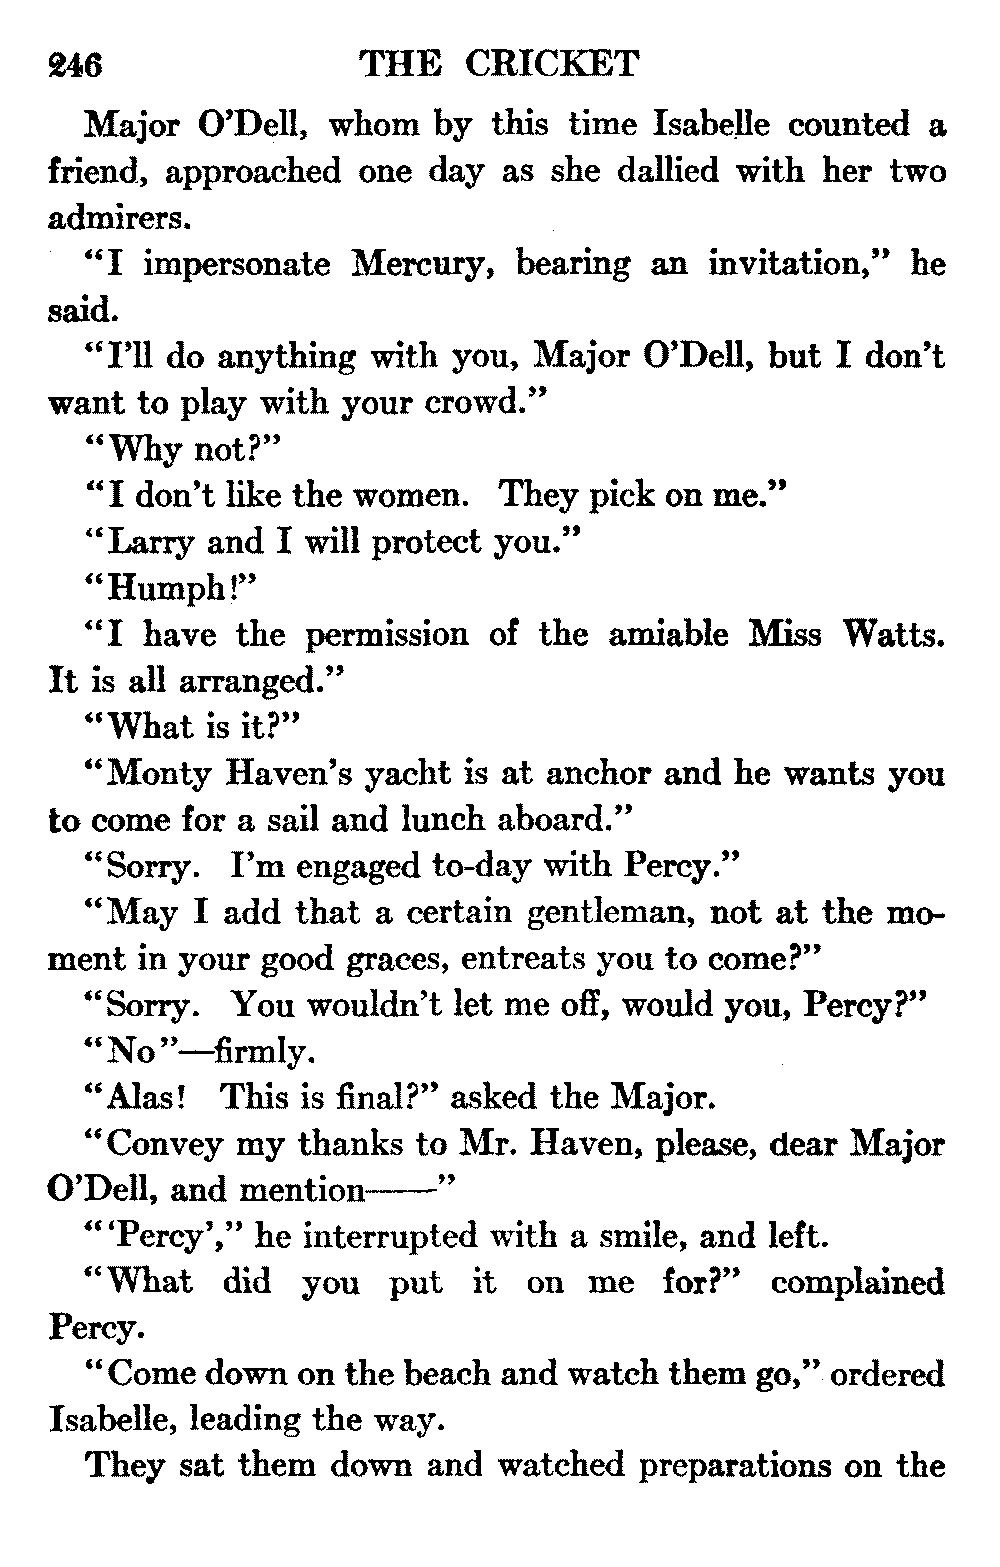 246 THE CRICKET
Major O'Dell, whom by this time Isabelle counted a
friend, approached one day as she dallied with her two
admirers.
"I impersonate Mercury, bearing an invitation," he
said.
"I'll do anything with you, Major O'Dell, but I don't
want to play with your crowd."
"Why not?"
"I don't like the women. They pick on me."
"Larry and I will protect you."
"Humph!"
"I have the permission of the amiable Miss Watts.
It is all arranged."
"What is it?"
"Monty Haven's yacht is at anchor and he wants you
to come for a sail and lunch aboard."
"Sorry. I'm engaged to-day with Percy."
"May I add that a certain gentleman, not at the mo-
ment in your good graces, entreats you to come?"
"Sorry. You wouldn't let me off, would you, Percy?"
"No"—firmly.
"Alas! This is final?" asked the Major.
"Convey my thanks to Mr. Haven, please, dear Major
O'Dell, and mention——"
"'Percy'," he interrupted with a smile, and left.
"What did you put it on me for?" complained
Percy.
"Come down on the beach and watch them go," ordered
Isabelle, leading the way.
They sat them down and watched preparations on the